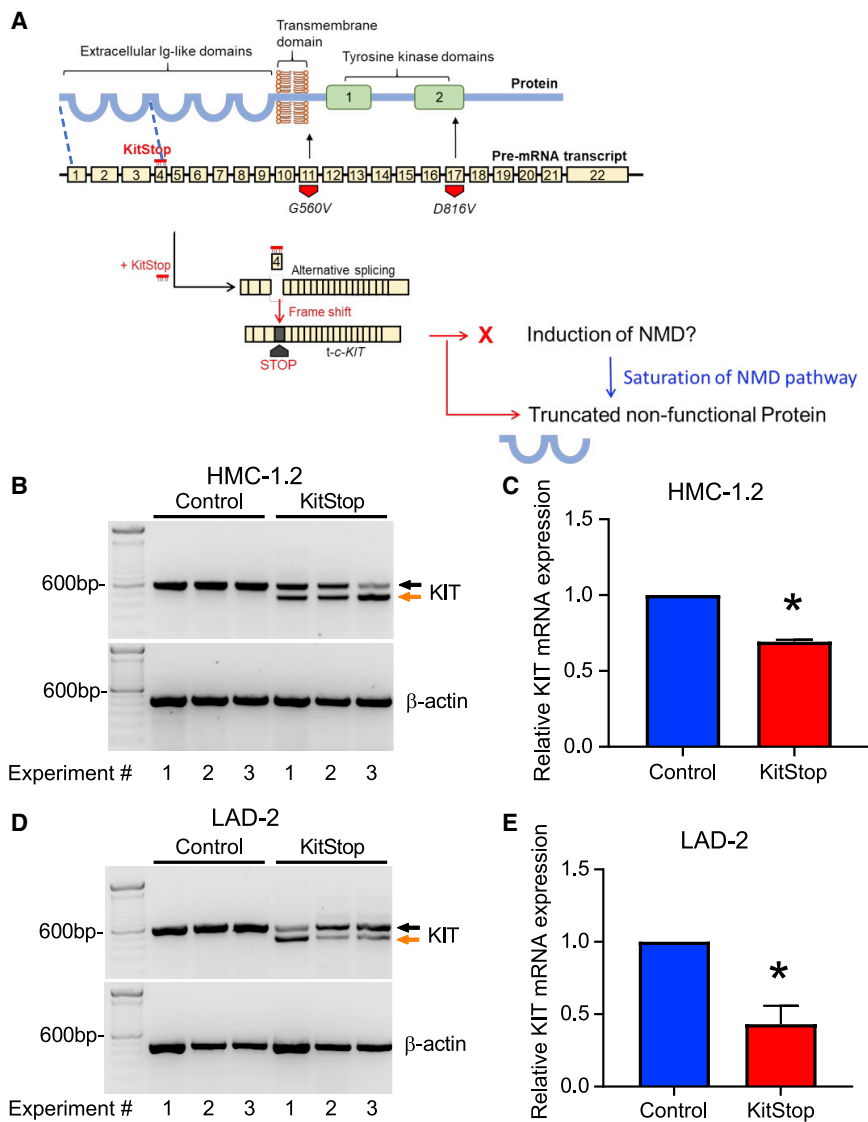 A
Transmembrane
domain
Extracellular Ig-like domains
Tyrosine kinase domains
Protein
1 2
KitStop
Pre-mRNA transcript
1 2 3 4 5 6 7 8 9 10 11 12 13 14 15 16 17 18 19 20 21 22
G560V D816V
+ KitStop
4
Alternative splicing
Frame shift
t-c-KIT
STOP
X
Induction of NMD?
Saturation of NMD pathway
Truncated non-functional Protein
B
HMC-1.2
Control KitStop
600bp-
KIT
600bp-
β-actin
Experiment # 1 2 3 1 2 3
C
HMC-1.2
Relative KIT mRNA expression
1.5
1.0
0.5
0.0
*
Control KitStop
D
LAD-2
Control KitStop
600bp-
KIT
600bp-
β-actin
Experiment # 1 2 3 1 2 3
E
LAD-2
Relative KIT mRNA expression
1.5
1.0
0.5
0.0
*
Control KitStop